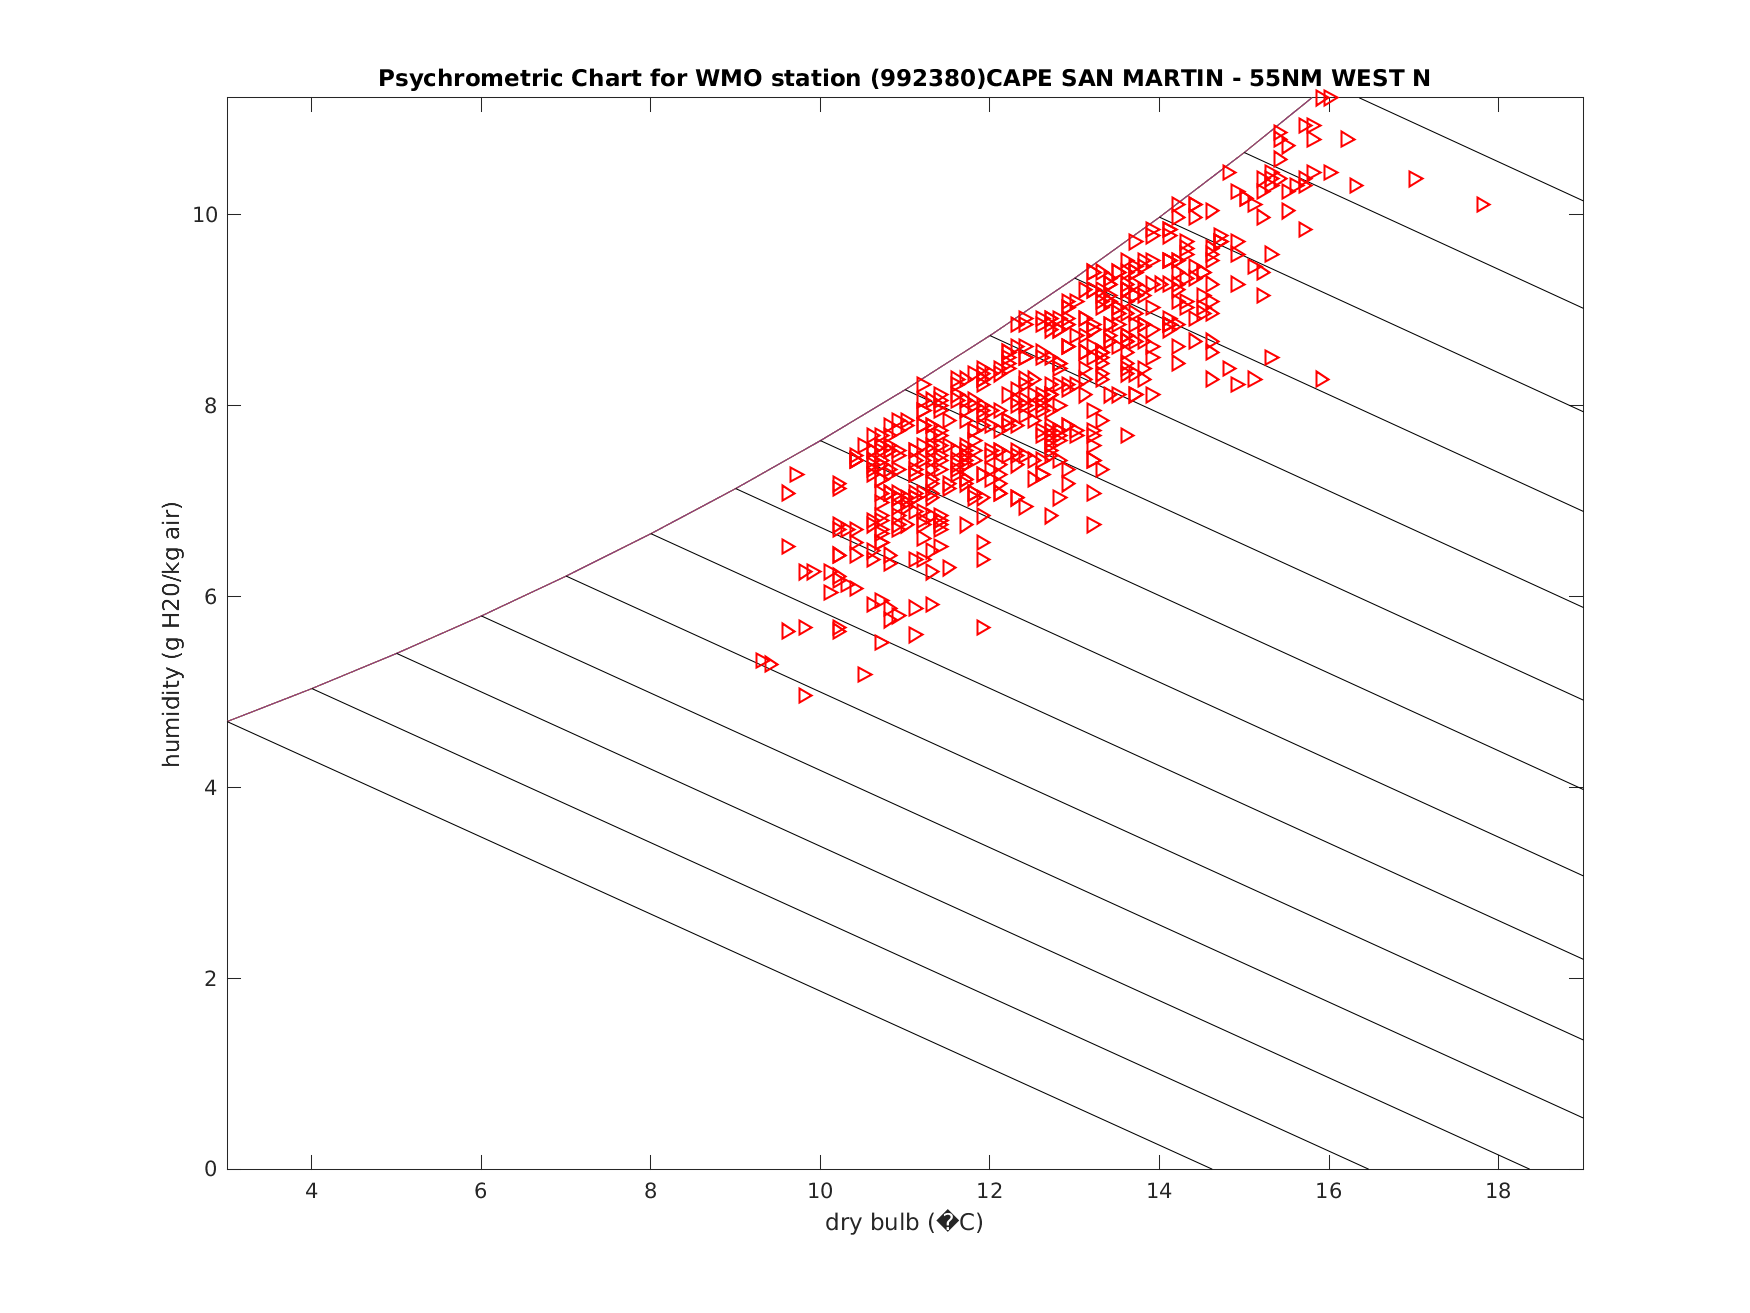 Psychrometric Chart for WMO station (992380)CAPE SAN MARTIN - 55NM WEST N
10
8
6
4
2
0
humidity (g H20/kg air)
4 6 8 10 12 14 16 18
dry bulb (�C)